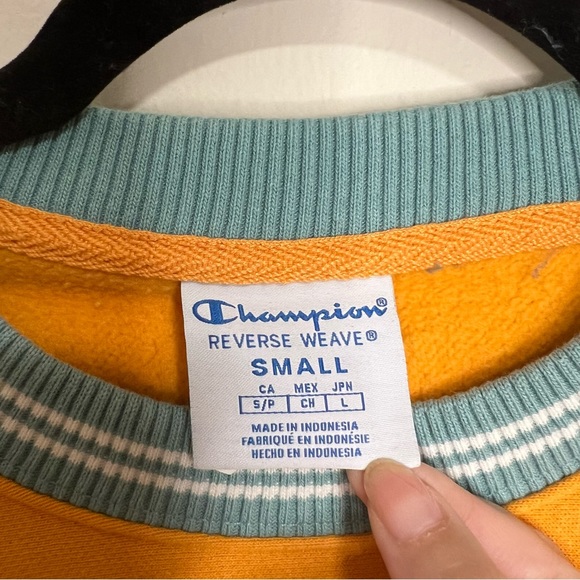 Champion®
REVERSE WEAVE®
SMALL
CA MEX JPN
S/P CH L
MADE IN INDONESIA
FABRIQUÉ EN INDONÉSIE
HECHO EN INDONESIA